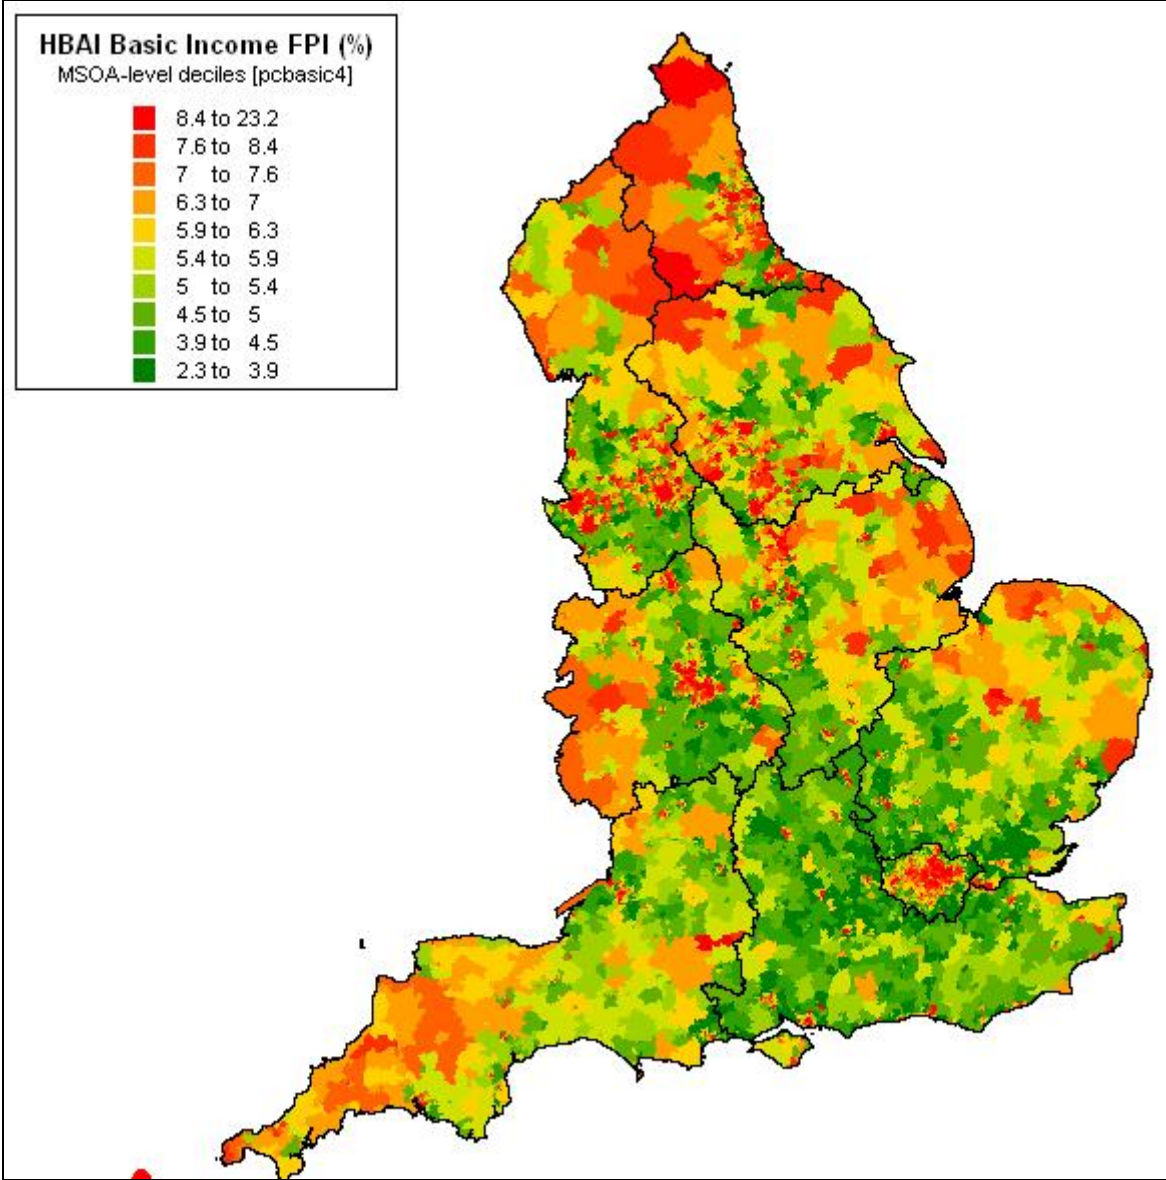 HBAI Basic Income FPI (%)
MSOA-level deciles [pcbasic4]
8.4 to 23.2
7.6 to 8.4
7 to 7.6
6.3 to 7
5.9 to 6.3
5.4 to 5.9
5 to 5.4
4.5 to 5
3.9 to 4.5
2.3 to 3.9